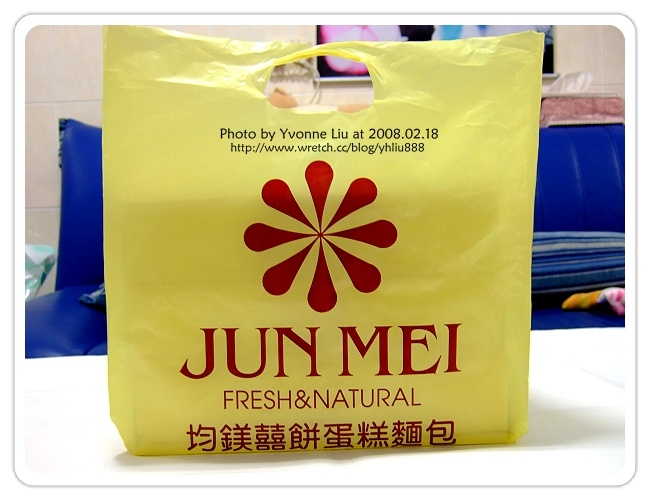 Photo by Yvonne Liu at 2008.02.18
http://www.wretch.cc/blog/yhliu888
JUN MEI
FRESH&NATURAL
均鎂囍餅蛋糕麵包